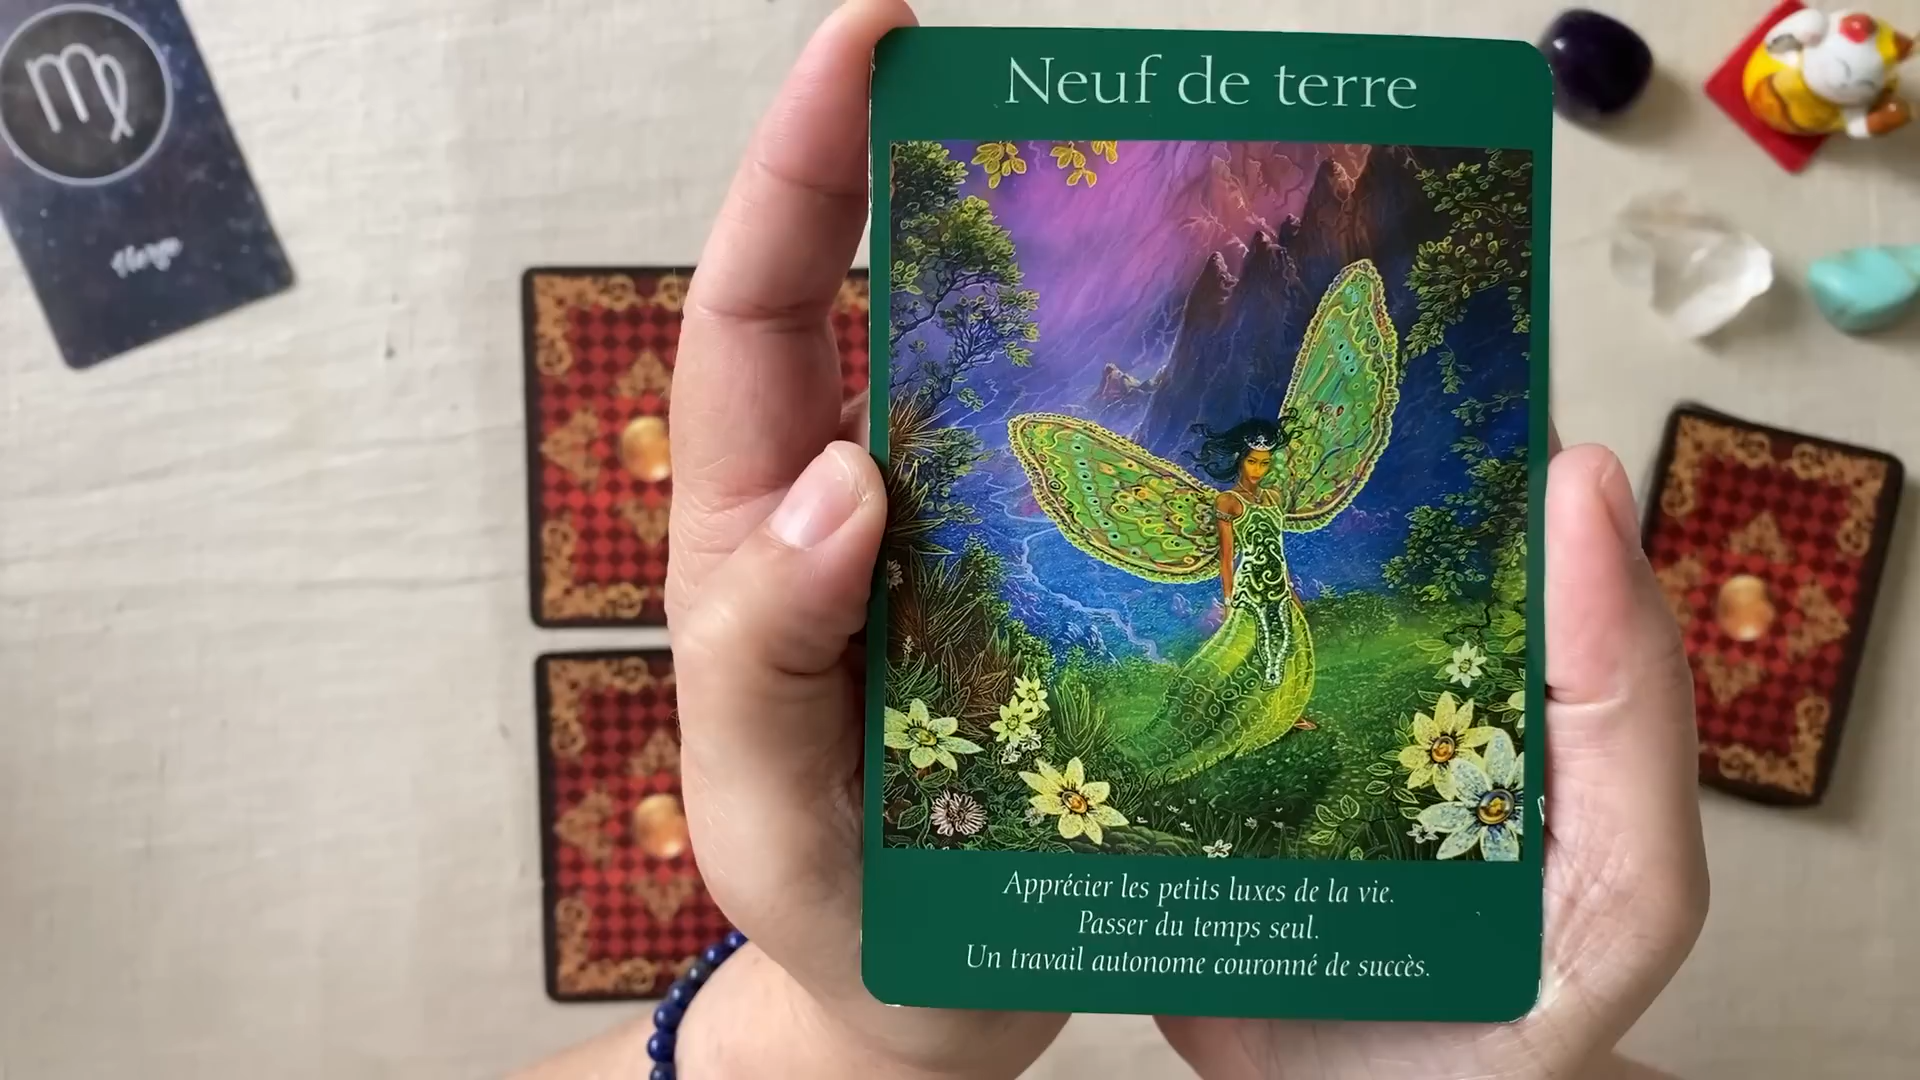 Neuf de terre
Apprécier les petits luxes de la vie.
Passer du temps seul.
Un travail autonome couronné de succès.